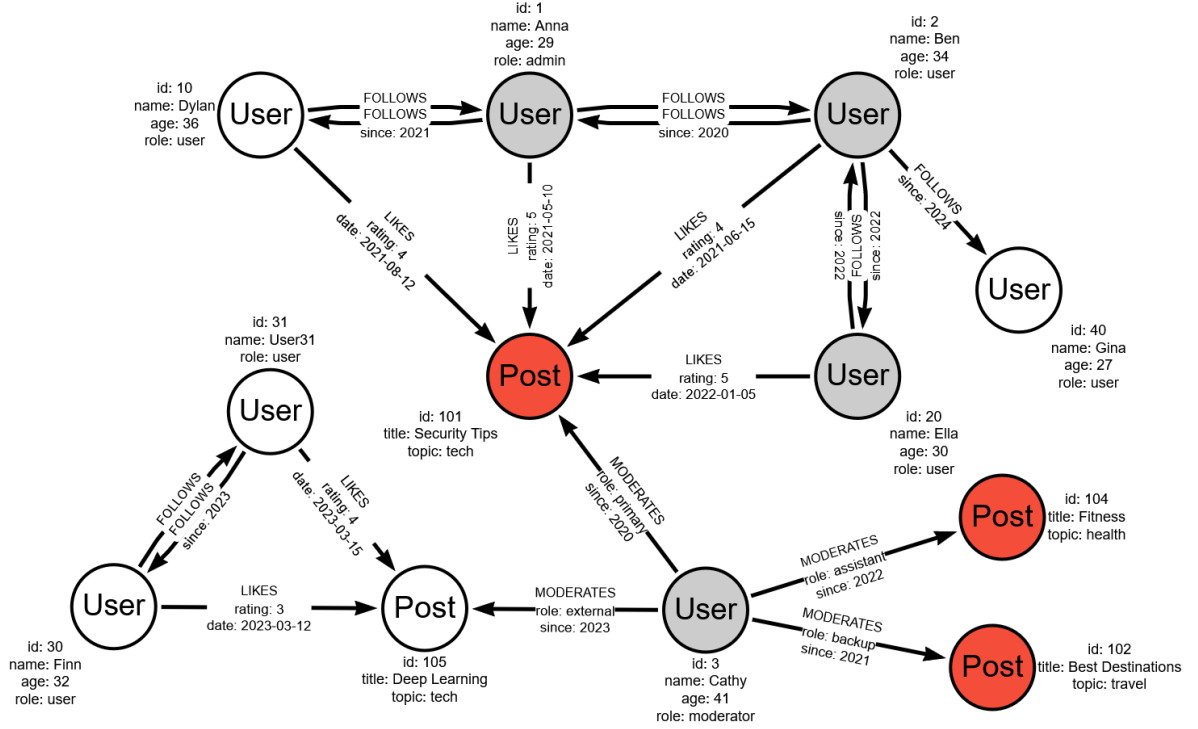 id: 1
name: Anna
age: 29
role: admin
User
id: 2
name: Ben
age: 34
role: user
User
id: 10
name: Dylan
age: 36
role: user
User
FOLLOWS
FOLLOWS
since: 2021
FOLLOWS
FOLLOWS
since: 2020
LIKES
rating: 4
date: 2021-08-12
LIKES
rating: 5
date: 2021-05-10
LIKES
rating: 4
date: 2021-06-15
since: 2022
FOLLOWS
since: 2022
FOLLOWS
since: 2024
User
id: 40
name: Gina
age: 27
role: user
id: 31
name: User31
role: user
User
Post
id: 101
title: Security Tips
topic: tech
LIKES
rating: 5
date: 2022-01-05
User
id: 20
name: Ella
age: 30
role: user
FOLLOWS
FOLLOWS
since: 2023
LIKES
rating: 4
date: 2023-03-15
MODERATES
role: primary
since: 2020
Post
id: 104
title: Fitness
topic: health
MODERATES
role: assistant
since: 2022
User
id: 30
name: Finn
age: 32
role: user
LIKES
rating: 3
date: 2023-03-12
Post
id: 105
title: Deep Learning
topic: tech
MODERATES
role: external
since: 2023
User
id: 3
name: Cathy
age: 41
role: moderator
MODERATES
role: backup
since: 2021
Post
id: 102
title: Best Destinations
topic: travel